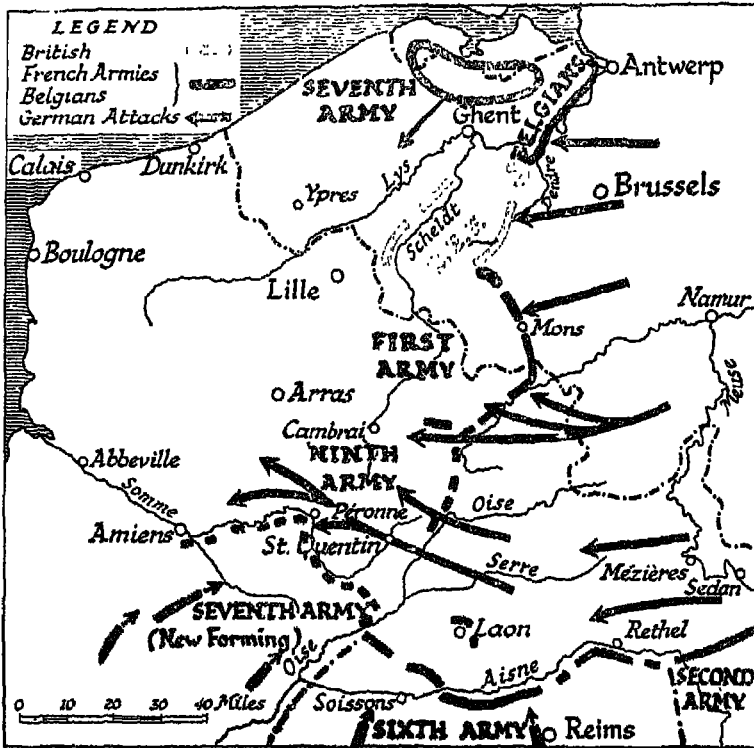 LEGEND
British
French Armies
Belgians
German Attacks
SEVENTH
ARMY
BELGIANS
Antwerp
Ghent
Calais
Dunkirk
Ypres
Lys
Scheldt
Dendre
Brussels
B.E.F.
Boulogne
Lille
Mons
Namur
FIRST
ARMY
Meuse
Arras
Cambrai
NINTH
ARMY
Abbeville
Somme
Amiens
Péronne
Oise
St. Quentin
Serre
Mézières
Sedan
SEVENTH ARMY
(New Forming)
Laon
Rethel
Oise
Aisne
SECOND
ARMY
0 10 20 30 40 Miles
Soissons
SIXTH ARMY
Reims